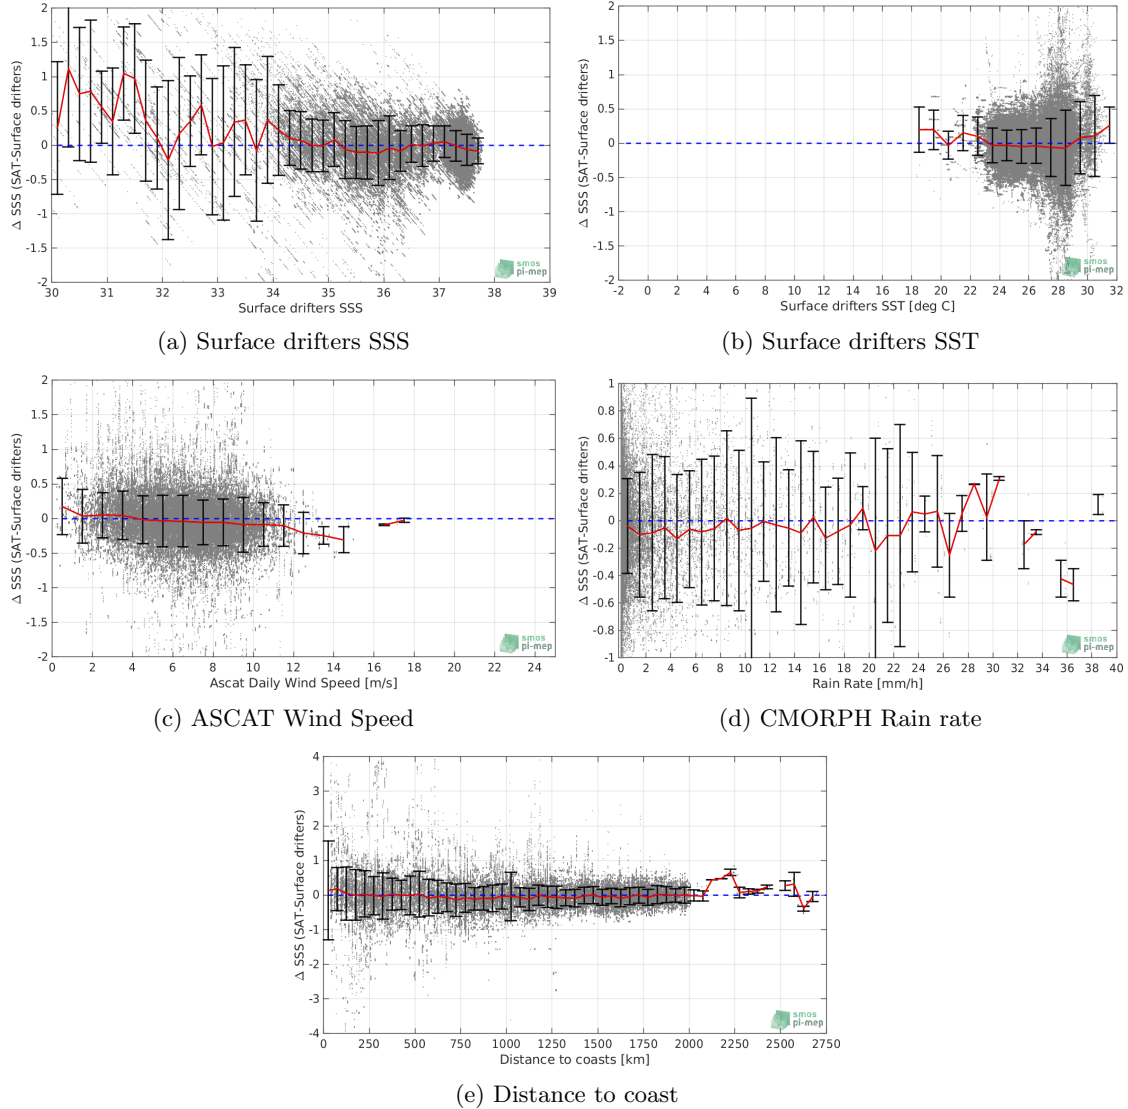 Δ SSS (SAT-Surface drifters)
2
1.5
1
0.5
0
-0.5
-1
-1.5
-2
30 31 32 33 34 35 36 37 38 39
Surface drifters SSS
smos
pi-mep
(a) Surface drifters SSS
Δ SSS (SAT-Surface drifters)
2
1.5
1
0.5
0
-0.5
-1
-1.5
-2
-2 0 2 4 6 8 10 12 14 16 18 20 22 24 26 28 30 32
Surface drifters SST [deg C]
smos
pi-mep
(b) Surface drifters SST
Δ SSS (SAT-Surface drifters)
2
1.5
1
0.5
0
-0.5
-1
-1.5
-2
0 2 4 6 8 10 12 14 16 18 20 22 24
Ascat Daily Wind Speed [m/s]
smos
pi-mep
(c) ASCAT Wind Speed
Δ SSS (SAT-Surface drifters)
1
0.8
0.6
0.4
0.2
0
-0.2
-0.4
-0.6
-0.8
-1
0 2 4 6 8 10 12 14 16 18 20 22 24 26 28 30 32 34 36 38 40
Rain Rate [mm/h]
smos
pi-mep
(d) CMORPH Rain rate
Δ SSS (SAT-Surface drifters)
4
3
2
1
0
-1
-2
-3
-4
0 250 500 750 1000 1250 1500 1750 2000 2250 2500 2750
Distance to coasts [km]
smos
pi-mep
(e) Distance to coast